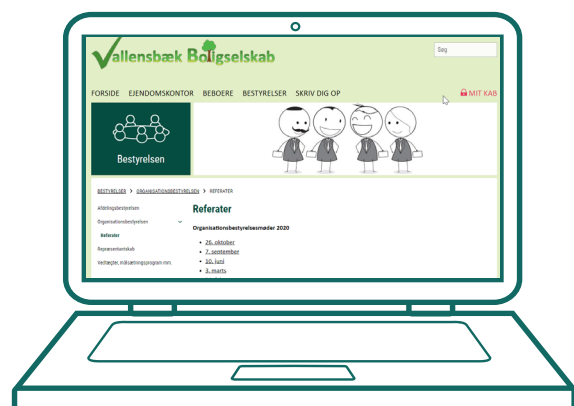 Vallensbæk Boligselskab
Søg
FORSIDE EJENDOMSKONTOR BEBOERE BESTYRELSER SKRIV DIG OP
MIT KAB
Bestyrelsen
BESTYRELSER > ORGANISATIONSBESTYRELSEN > REFERATER
Afdelingsbestyrelsen
Organisationsbestyrelsen
Referater
Repræsentantskab
Vedtægter, målsætningsprogram mm.
Referater
Organisationsbestyrelsesmøder 2020
• 26. oktober
• 7. september
• 10. juni
• 3. marts